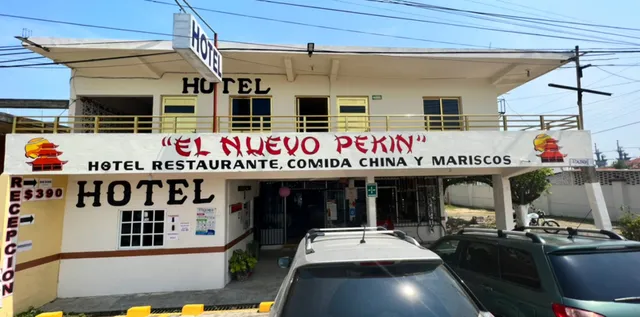 HOTEL
HOTEL
"EL NUEVO PEKIN"
HOTEL RESTAURANTE, COMIDA CHINA Y MARISCOS
$390
HOTEL
RECEPCION